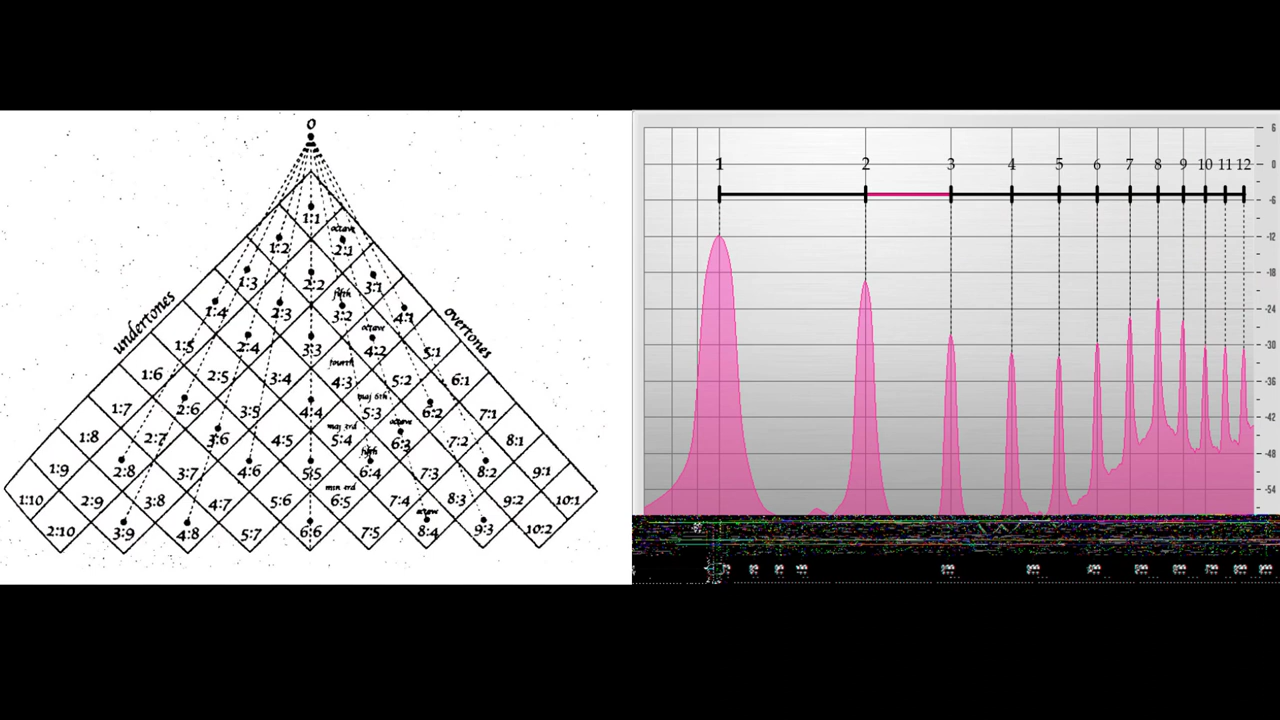 0
1:1
octave
1:2 2:1
1:3 2:2 3:1
fifth
1:4 2:3 3:2 4:1
undertones
overtones
octave
1:5 2:4 3:3 4:2 5:1
fourth
1:6 2:5 3:4 4:3 5:2 6:1
maj 6th
1:7 2:6 3:5 4:4 5:3 6:2 7:1
maj 3rd octave
1:8 2:7 3:6 4:5 5:4 6:3 7:2 8:1
fifth
1:9 2:8 3:7 4:6 5:5 6:4 7:3 8:2 9:1
min 3rd
1:10 2:9 3:8 4:7 5:6 6:5 7:4 8:3 9:2 10:1
octave
2:10 3:9 4:8 5:7 6:6 7:5 8:4 9:3 10:2
1 2 3 4 5 6 7 8 9 10 11 12
6
0
-6
-12
-18
-24
-30
-36
-42
-48
-54